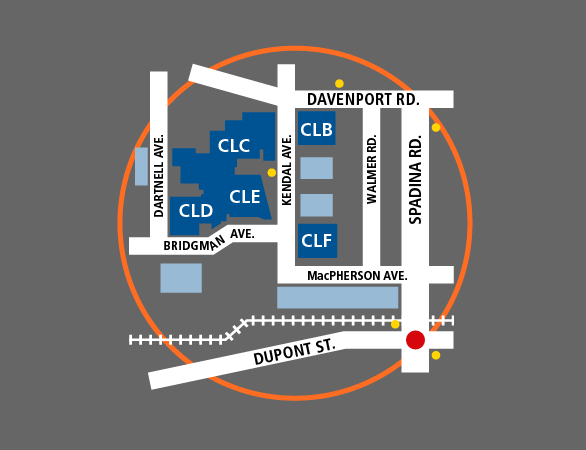 DAVENPORT RD.
CLB
CLC
DARTNELL AVE.
KENDAL AVE.
WALMER RD.
SPADINA RD.
CLE
CLD
BRIDGMAN AVE.
CLF
MacPHERSON AVE.
DUPONT ST.